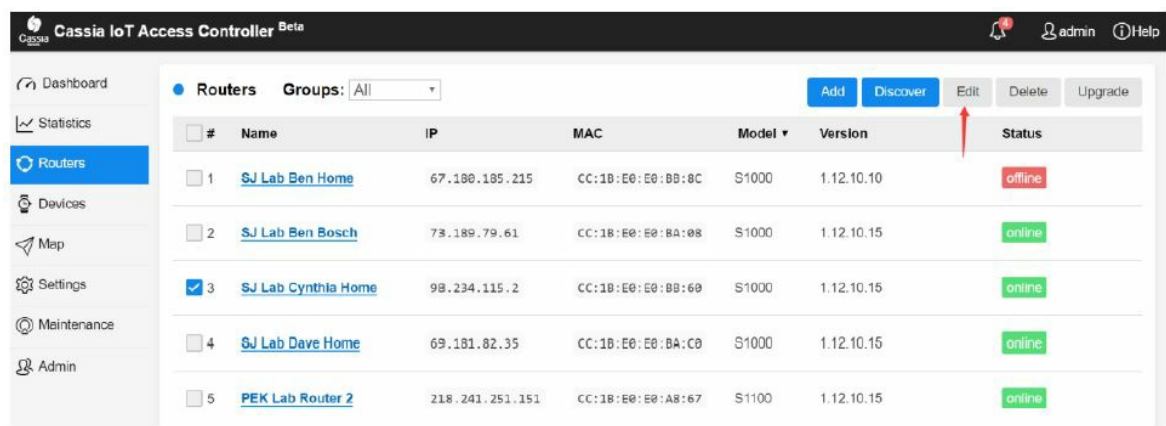 Cassia Cassia IoT Access Controller Beta 4 admin Help
Dashboard
Statistics
Routers
Devices
Map
Settings
Maintenance
Admin
Routers Groups: All Add Discover Edit Delete Upgrade
# Name IP MAC Model Version Status
1 SJ Lab Ben Home 67.180.185.215 CC:1B:E0:E0:BB:8C S1000 1.12.10.10 offline
2 SJ Lab Ben Bosch 73.189.79.61 CC:1B:E0:E0:BA:08 S1000 1.12.10.15 online
3 SJ Lab Cynthia Home 98.234.115.2 CC:1B:E0:E0:BB:60 S1000 1.12.10.15 online
4 SJ Lab Dave Home 69.181.82.35 CC:1B:E0:E0:BA:C0 S1000 1.12.10.15 online
5 PEK Lab Router 2 218.241.251.151 CC:1B:E0:E0:A8:67 S1100 1.12.10.15 online